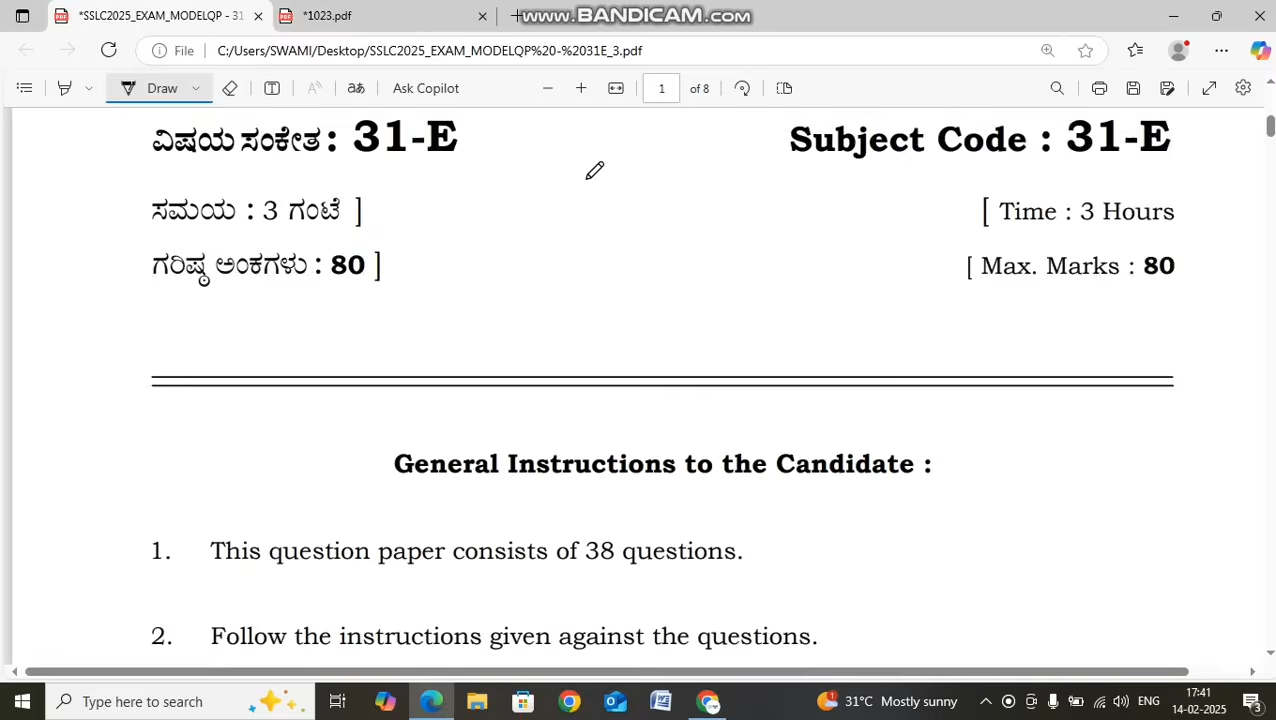 *SSLC2025_EXAM_MODELQP - 31
*1023.pdf
www.BANDICAM.com
File
C:/Users/SWAMI/Desktop/SSLC2025_EXAM_MODELQP%20-%2031E_3.pdf
Draw
Ask Copilot
1 of 8
ವಿಷಯ ಸಂಕೇತ : 31-E
Subject Code : 31-E
ಸಮಯ : 3 ಗಂಟೆ ]
[ Time : 3 Hours
ಗರಿಷ್ಠ ಅಂಕಗಳು : 80 ]
[ Max. Marks : 80
General Instructions to the Candidate :
1. This question paper consists of 38 questions.
2. Follow the instructions given against the questions.
Type here to search
31°C Mostly sunny
ENG
17:41
14-02-2025
3